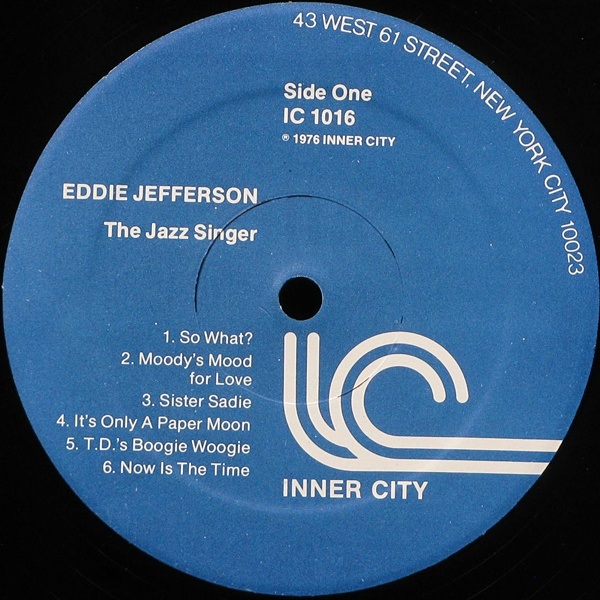 43 WEST 61 STREET, NEW YORK CITY 10023
Side One
IC 1016
℗ 1976 INNER CITY
EDDIE JEFFERSON
The Jazz Singer
1. So What?
2. Moody's Mood
for Love
3. Sister Sadie
4. It's Only A Paper Moon
5. T.D.'s Boogie Woogie
6. Now Is The Time
IC
INNER CITY